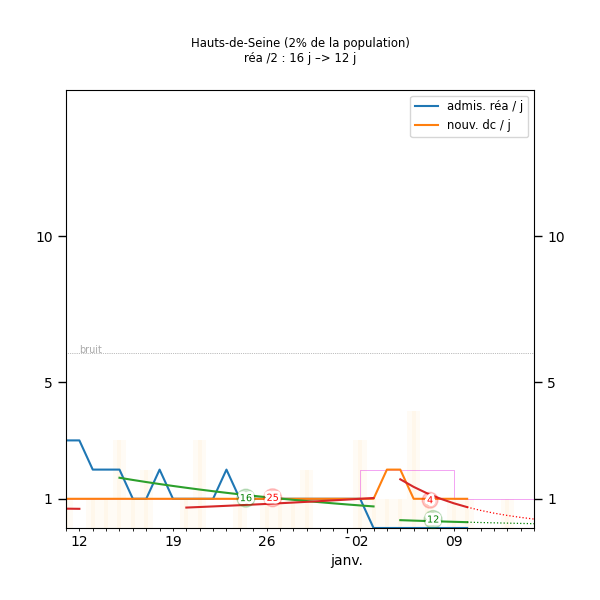 Hauts-de-Seine (2% de la population)
réa /2 : 16 j –> 12 j
admis. réa / j
nouv. dc / j
10
10
bruit
5
5
16
25
4
1
1
12
12
19
26
02
09
janv.